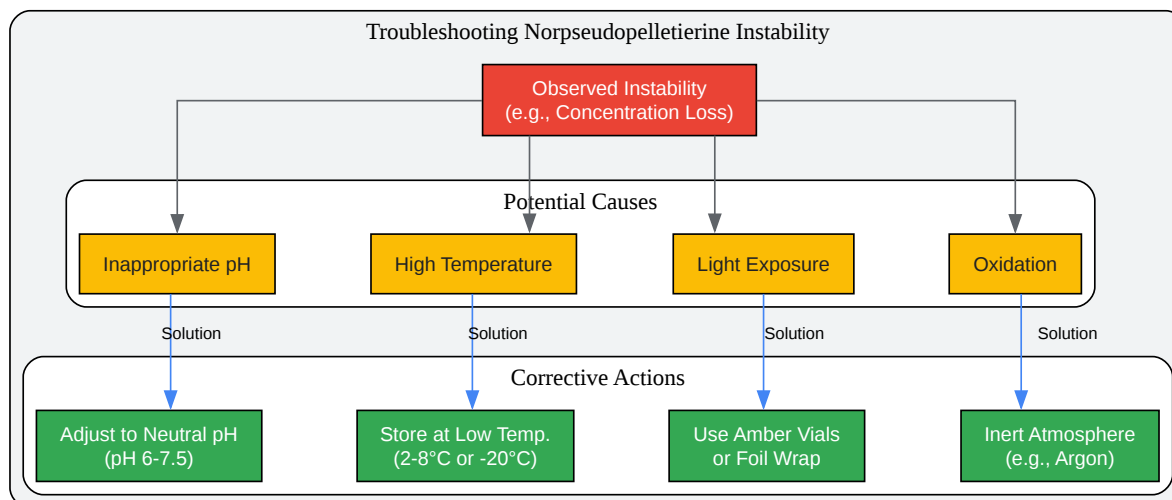 Troubleshooting Norpseudopelletierine Instability
Observed Instability
(e.g., Concentration Loss)
Potential Causes
Inappropriate pH
High Temperature
Light Exposure
Oxidation
Solution
Solution
Solution
Solution
Corrective Actions
Adjust to Neutral pH
(pH 6-7.5)
Store at Low Temp.
(2-8°C or -20°C)
Use Amber Vials
or Foil Wrap
Inert Atmosphere
(e.g., Argon)